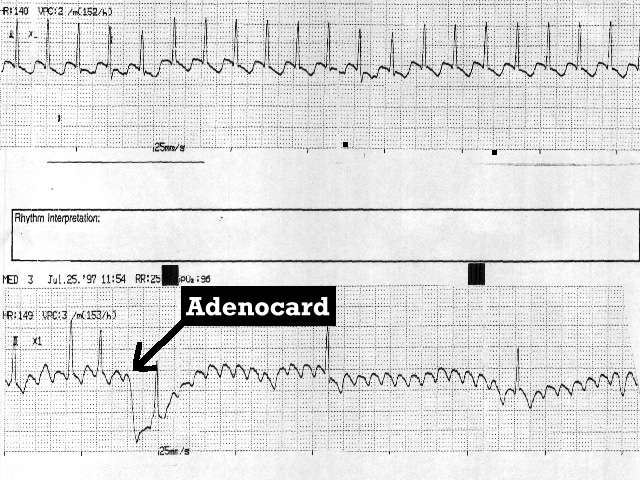 HR:140 VPC:2 /m(152/h)
II X
25mm/s
Rhythm Interpretation:
MED 3 Jul.25.'97 11:54 RR:25 SPO₂:96
Adenocard
HR:149 VPC:3 /m(153/h)
II X1
25mm/s